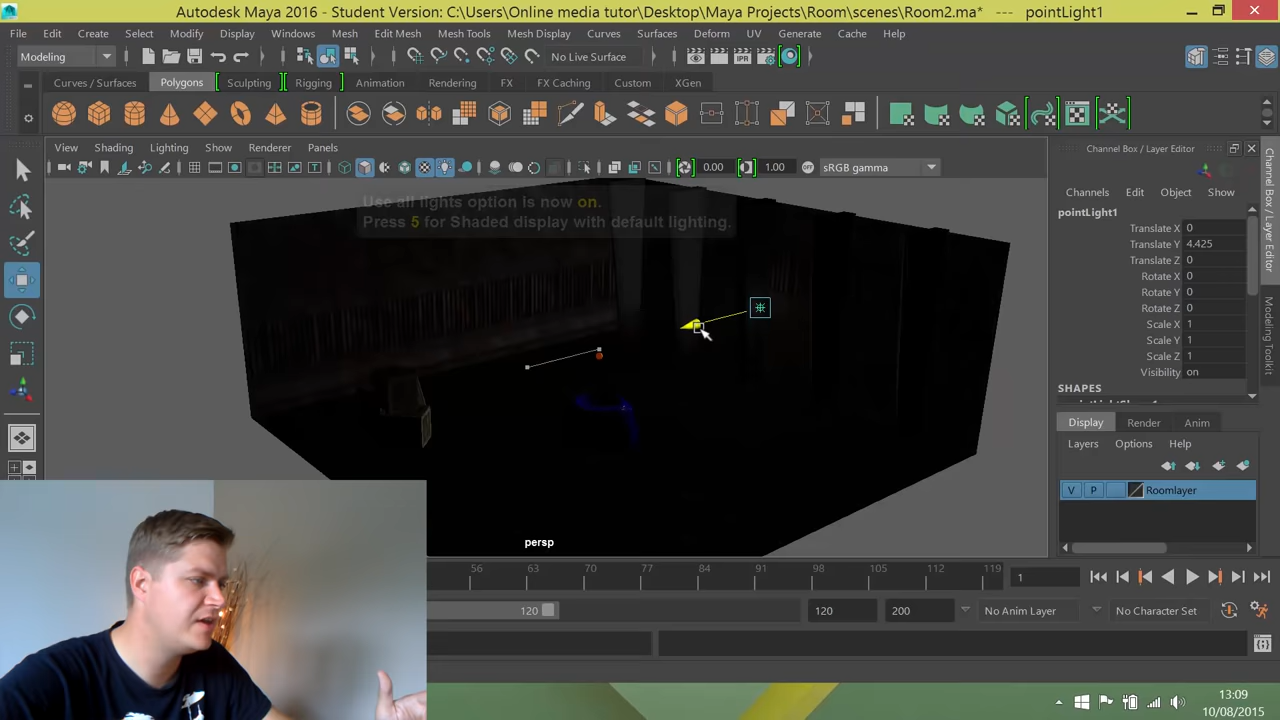 Autodesk Maya 2016 - Student Version: C:\Users\Online media tutor\Desktop\Maya Projects\Room\scenes\Room2.ma* --- pointLight1
File Edit Create Select Modify Display Windows Mesh Edit Mesh Mesh Tools Mesh Display Curves Surfaces Deform UV Generate Cache Help
Modeling No Live Surface IPR
Curves / Surfaces Polygons Sculpting Rigging Animation Rendering FX FX Caching Custom XGen
View Shading Lighting Show Renderer Panels
0.00 1.00 sRGB gamma
Use all lights option is now on.
Press 5 for Shaded display with default lighting.
Channel Box / Layer Editor
Channels Edit Object Show
pointLight1
Translate X 0
Translate Y 4.425
Translate Z 0
Rotate X 0
Rotate Y 0
Rotate Z 0
Scale X 1
Scale Y 1
Scale Z 1
Visibility on
SHAPES
Display Render Anim
Layers Options Help
V P Roomlayer
Channel Box / Layer Editor
Modeling Toolkit
persp
56 63 70 77 84 91 98 105 112 119
1
120 120 200 No Anim Layer No Character Set
13:09
10/08/2015